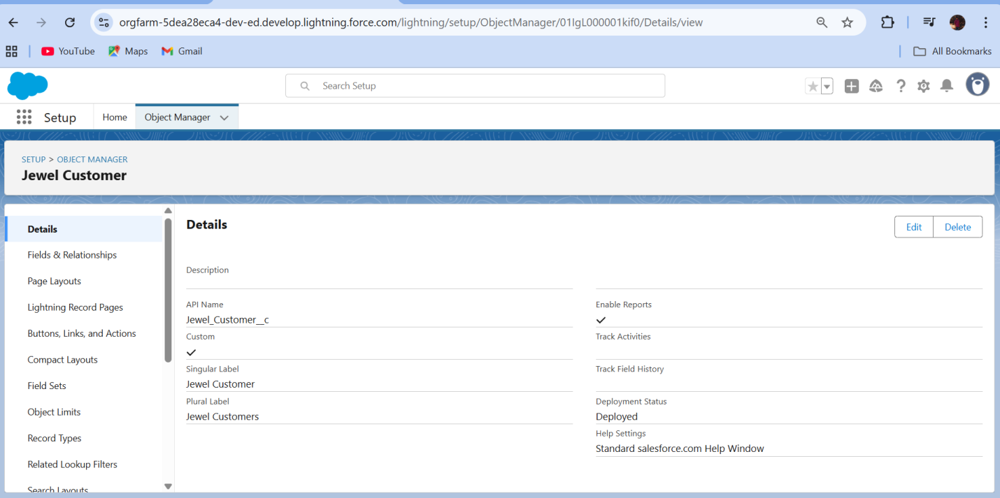 orgfarm-5dea28eca4-dev-ed.develop.lightning.force.com/lightning/setup/ObjectManager/01IgL000001kif0/Details/view
YouTube Maps Gmail All Bookmarks
Search Setup
Setup Home Object Manager
SETUP > OBJECT MANAGER
Jewel Customer
Details
Fields & Relationships
Page Layouts
Lightning Record Pages
Buttons, Links, and Actions
Compact Layouts
Field Sets
Object Limits
Record Types
Related Lookup Filters
Search Layouts
Details
Edit Delete
Description
API Name
Jewel_Customer__c
Custom
Singular Label
Jewel Customer
Plural Label
Jewel Customers
Enable Reports
Track Activities
Track Field History
Deployment Status
Deployed
Help Settings
Standard salesforce.com Help Window